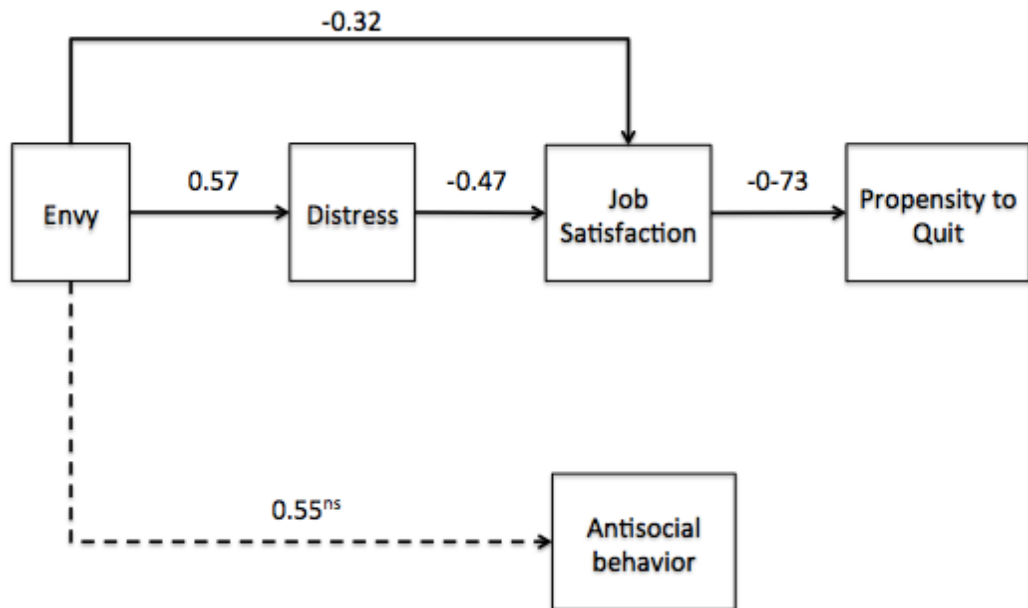 -0.32
Envy
0.57
Distress
-0.47
Job
Satisfaction
-0-73
Propensity to
Quit
0.55ns
Antisocial
behavior